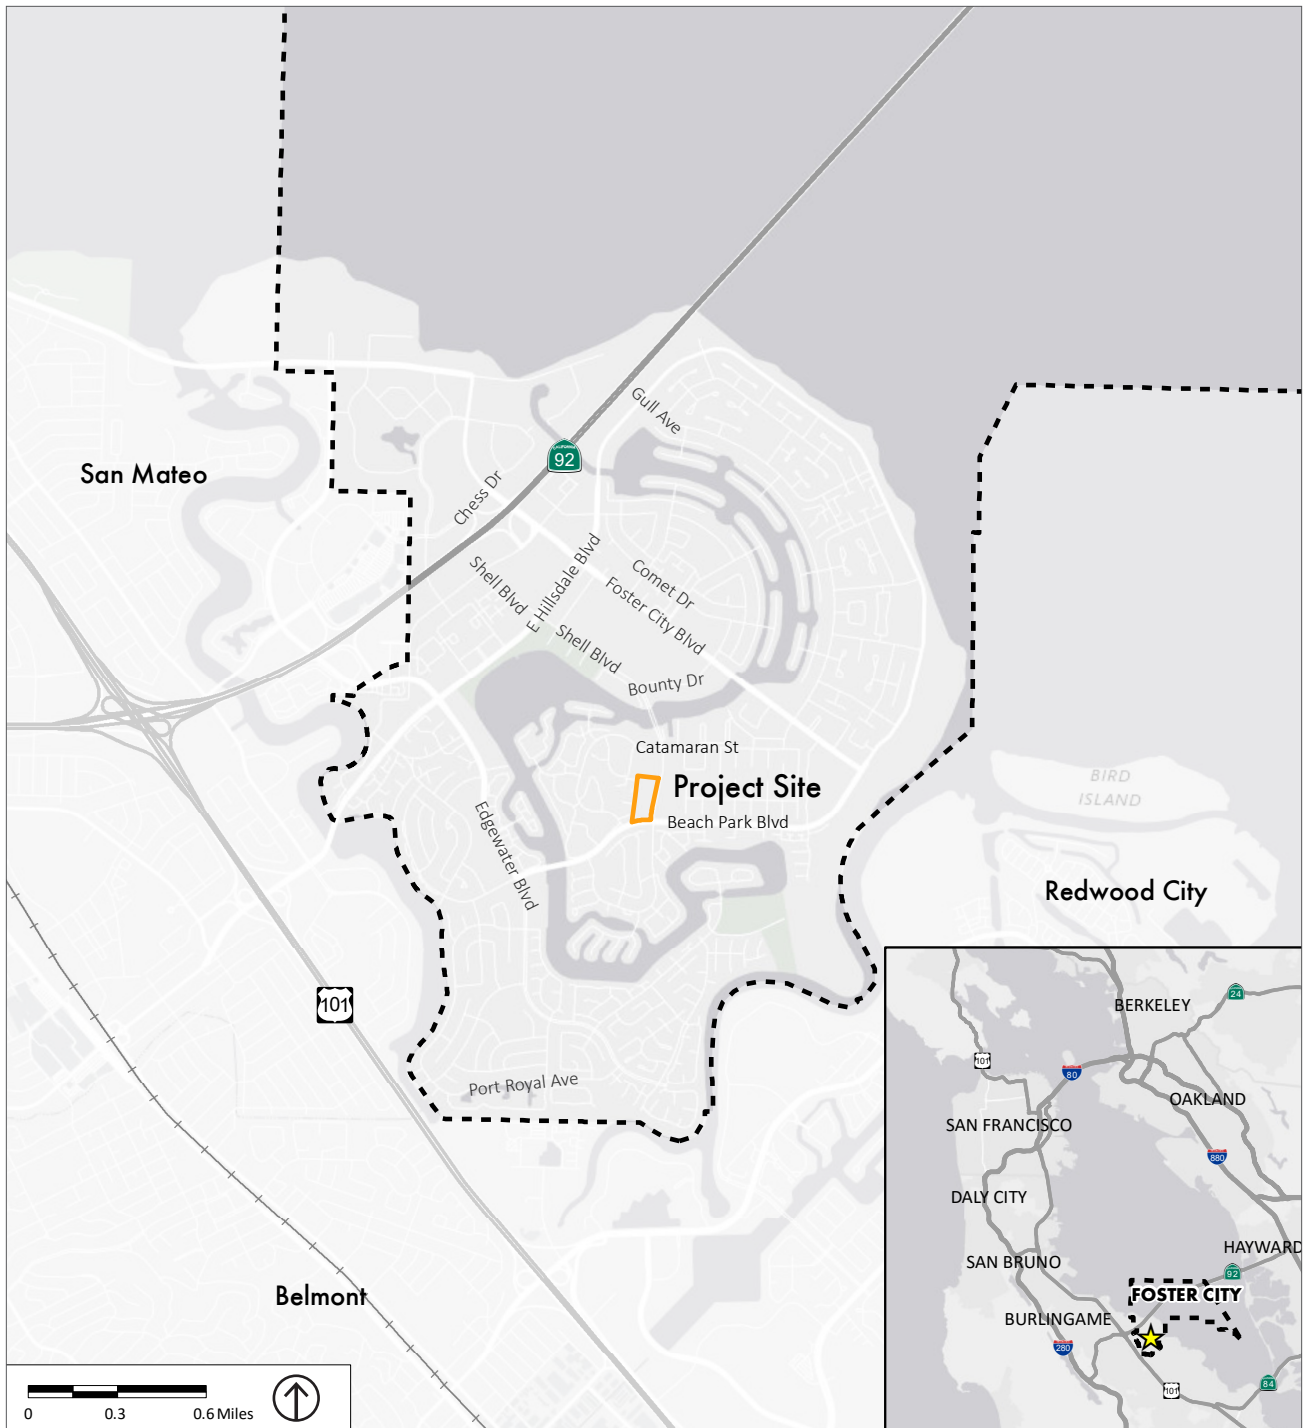 Gull Ave
CALIFORNIA
92
San Mateo
Chess Dr
Shell Blvd
E Hillsdale Blvd
Comet Dr
Foster City Blvd
Shell Blvd
Bounty Dr
Catamaran St
Project Site
Beach Park Blvd
BIRD
ISLAND
Edgewater Blvd
Redwood City
101
Port Royal Ave
Belmont
0 0.3 0.6 Miles
BERKELEY
24
101
80
OAKLAND
SAN FRANCISCO
880
DALY CITY
HAYWARD
SAN BRUNO
92
FOSTER CITY
BURLINGAME
280
84
101